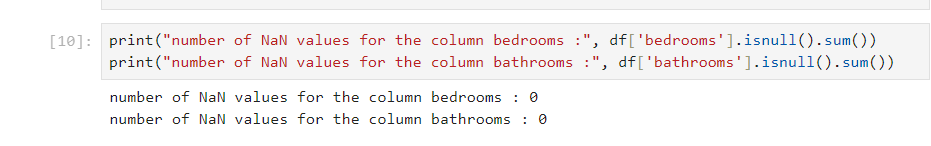 [10]: print("number of NaN values for the column bedrooms :", df['bedrooms'].isnull().sum())
print("number of NaN values for the column bathrooms :", df['bathrooms'].isnull().sum())
number of NaN values for the column bedrooms : 0
number of NaN values for the column bathrooms : 0